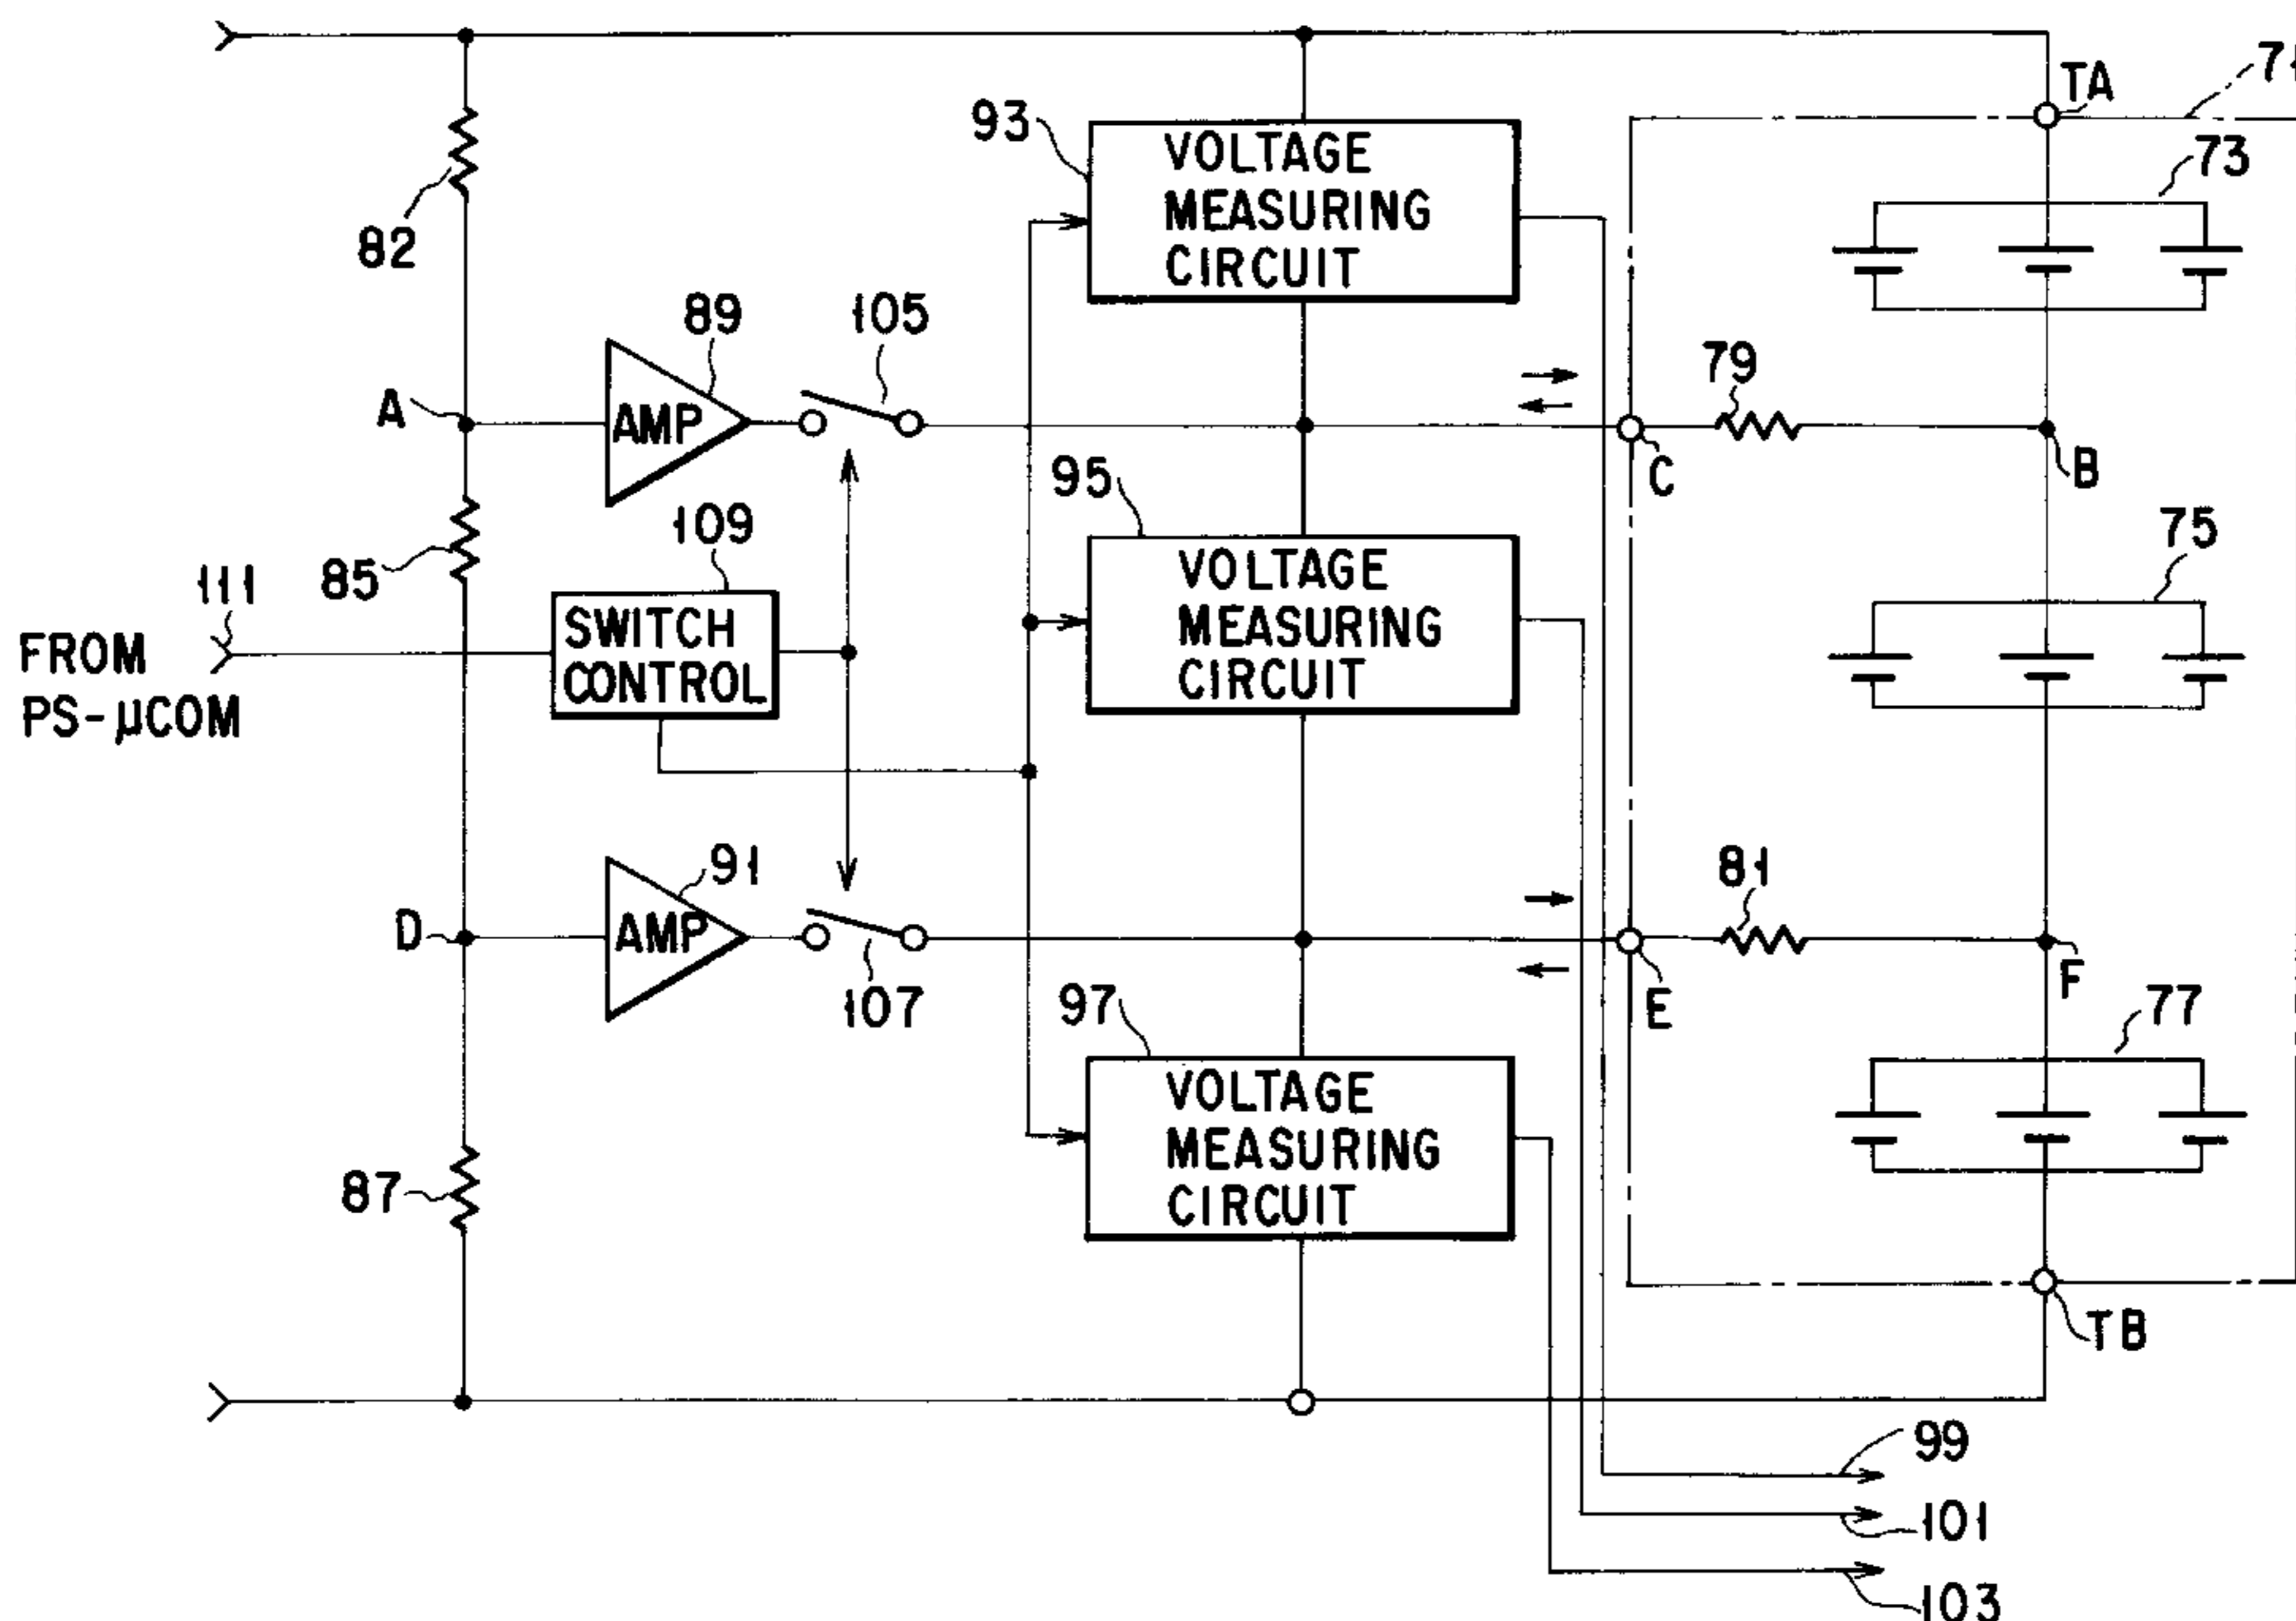 TA
73
93
VOLTAGE
MEASURING
CIRCUIT
82
89
105
79
A
AMP
C
B
95
75
109
85
111
VOLTAGE
MEASURING
CIRCUIT
SWITCH
CONTROL
FROM
PS-μCOM
91
81
D
AMP
F
107
E
97
77
VOLTAGE
MEASURING
CIRCUIT
87
TB
99
101
103